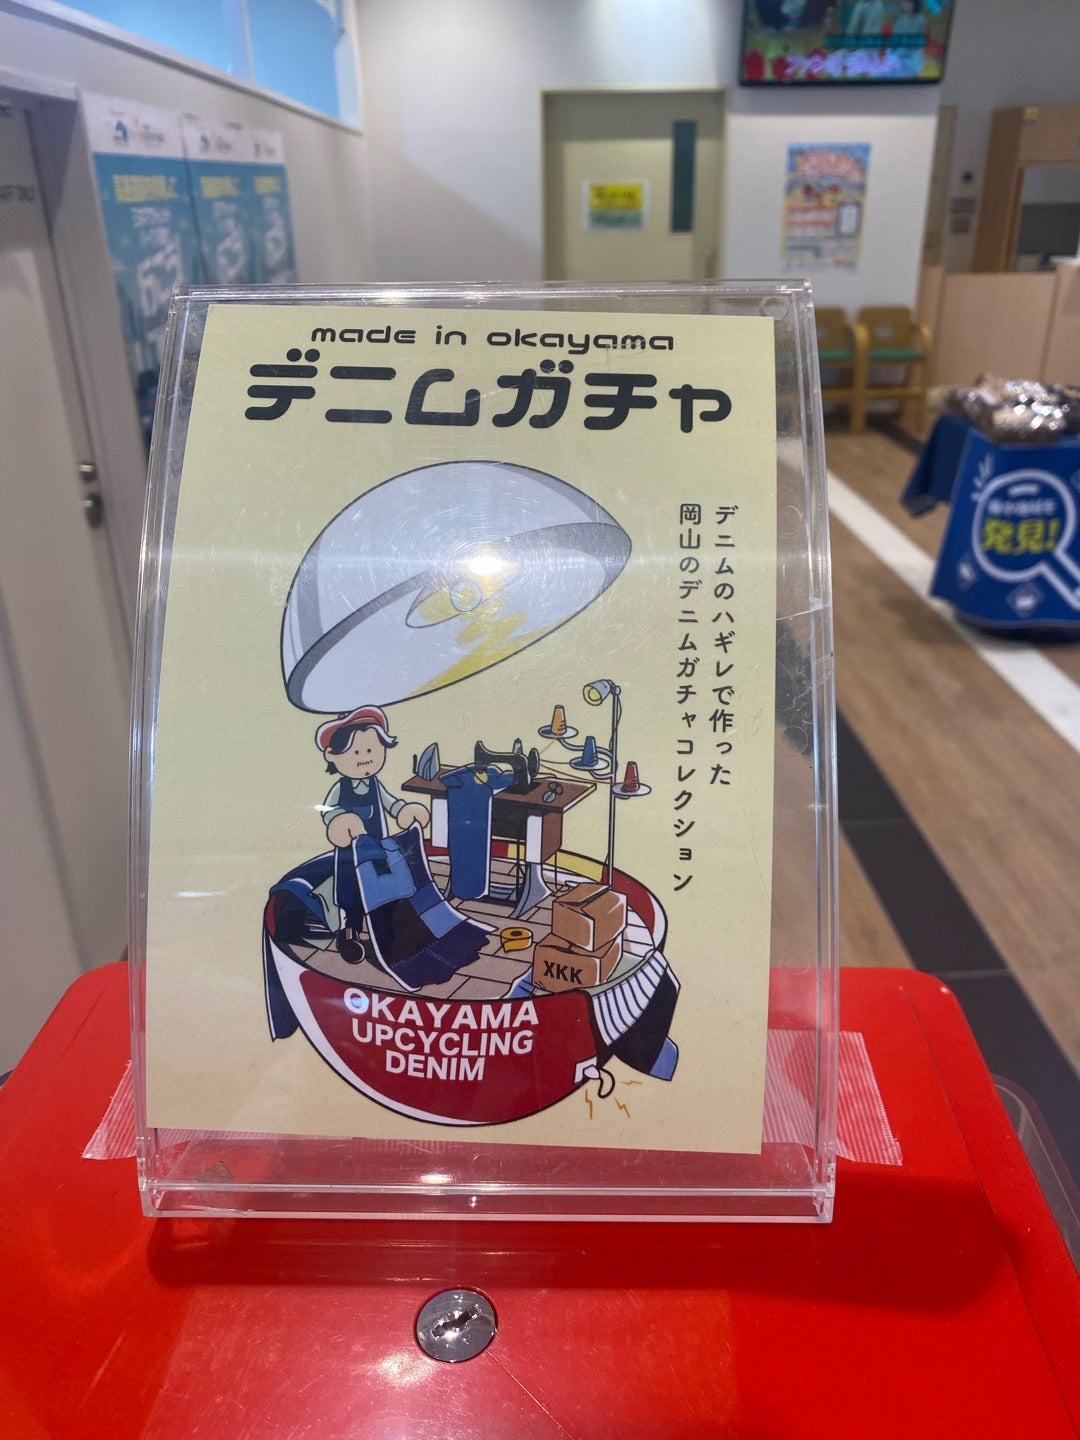 made in okayama
デニムガチャ
デニムのハギレで作った
岡山のデニムガチャコレクション
XKK
OKAYAMA
UPCYCLING
DENIM
発見!